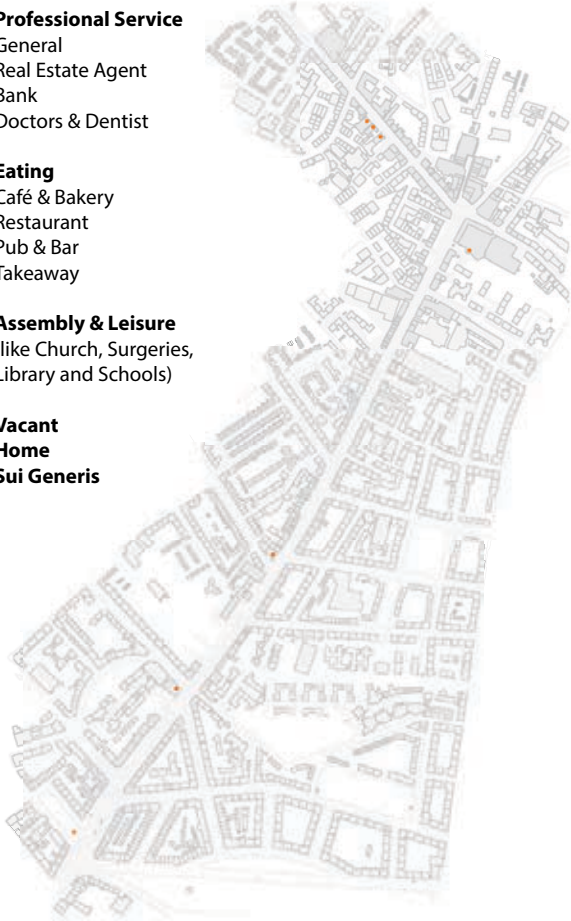 Professional Service
General
Real Estate Agent
Bank
Doctors & Dentist
Eating
Café & Bakery
Restaurant
Pub & Bar
Takeaway
Assembly & Leisure
(like Church, Surgeries,
Library and Schools)
Vacant
Home
Sui Generis